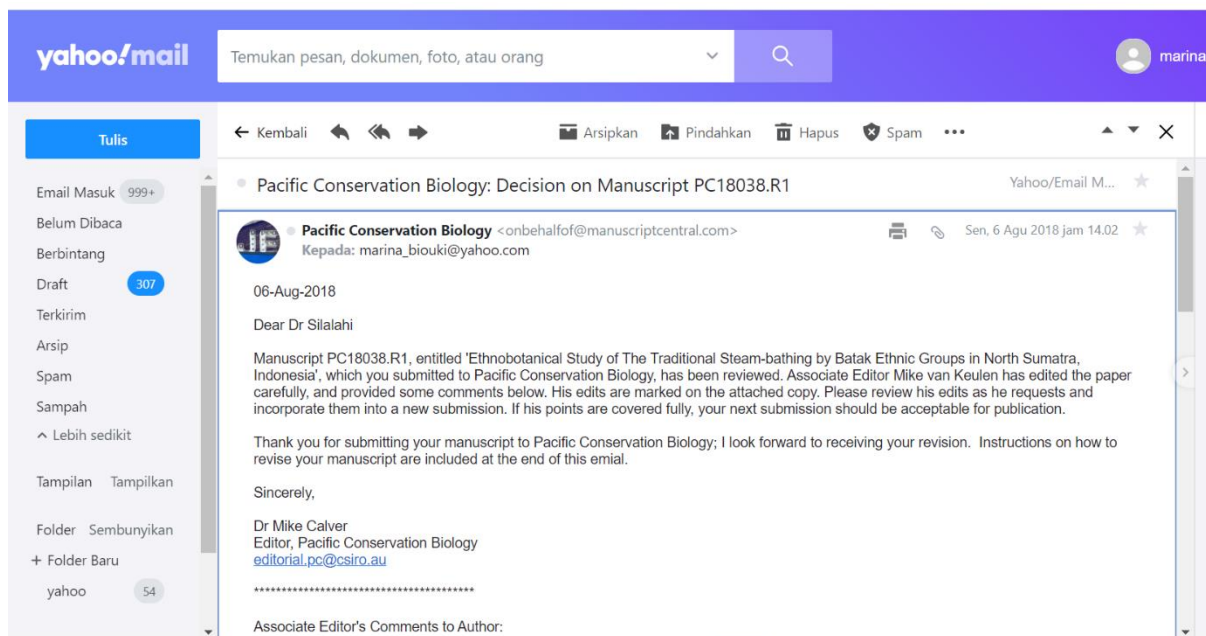 yahoo!mail
Temukan pesan, dokumen, foto, atau orang
marina
Tulis
Kembali
Arsipkan
Pindahkan
Hapus
Spam
Email Masuk 999+
Belum Dibaca
Berbintang
Draft 307
Terkirim
Arsip
Spam
Sampah
Lebih sedikit
Tampilan Tampilkan
Folder Sembunyikan
+ Folder Baru
yahoo 54
Pacific Conservation Biology: Decision on Manuscript PC18038.R1
Yahoo/Email M...
Pacific Conservation Biology <onbehalfof@manuscriptcentral.com>
Sen, 6 Agu 2018 jam 14.02
Kepada: marina_biouki@yahoo.com
06-Aug-2018
Dear Dr Silalahi
Manuscript PC18038.R1, entitled 'Ethnobotanical Study of The Traditional Steam-bathing by Batak Ethnic Groups in North Sumatra,
Indonesia', which you submitted to Pacific Conservation Biology, has been reviewed. Associate Editor Mike van Keulen has edited the paper
carefully, and provided some comments below. His edits are marked on the attached copy. Please review his edits as he requests and
incorporate them into a new submission. If his points are covered fully, your next submission should be acceptable for publication.
Thank you for submitting your manuscript to Pacific Conservation Biology; I look forward to receiving your revision. Instructions on how to
revise your manuscript are included at the end of this emial.
Sincerely,
Dr Mike Calver
Editor, Pacific Conservation Biology
editorial.pc@csiro.au
****************************************
Associate Editor's Comments to Author: